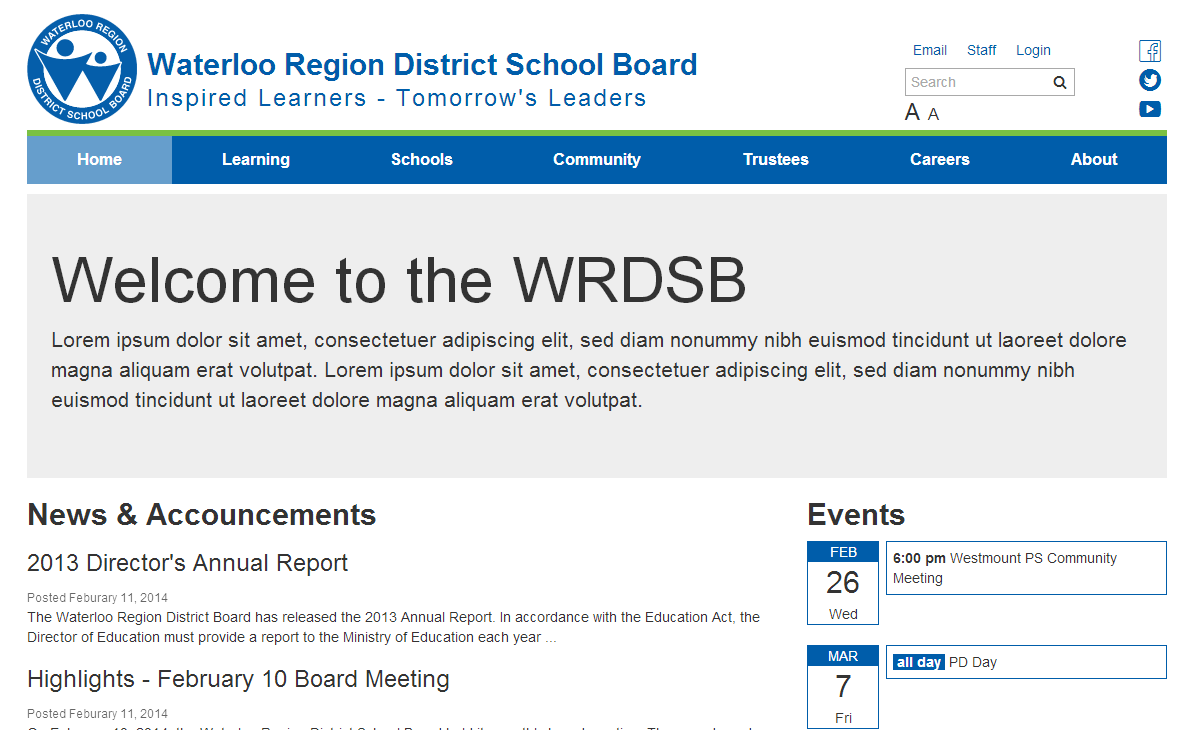 WATERLOO REGION
DISTRICT SCHOOL BOARD
Waterloo Region District School Board
Inspired Learners - Tomorrow's Leaders
Email Staff Login
Search
A A
Home Learning Schools Community Trustees Careers About
Welcome to the WRDSB
Lorem ipsum dolor sit amet, consectetuer adipiscing elit, sed diam nonummy nibh euismod tincidunt ut laoreet dolore
magna aliquam erat volutpat. Lorem ipsum dolor sit amet, consectetuer adipiscing elit, sed diam nonummy nibh
euismod tincidunt ut laoreet dolore magna aliquam erat volutpat.
News & Accouncements
2013 Director's Annual Report
Posted Feburary 11, 2014
The Waterloo Region District Board has released the 2013 Annual Report. In accordance with the Education Act, the
Director of Education must provide a report to the Ministry of Education each year ...
Highlights - February 10 Board Meeting
Posted Feburary 11, 2014
Events
FEB
26
Wed
6:00 pm Westmount PS Community
Meeting
MAR
7
Fri
all day PD Day